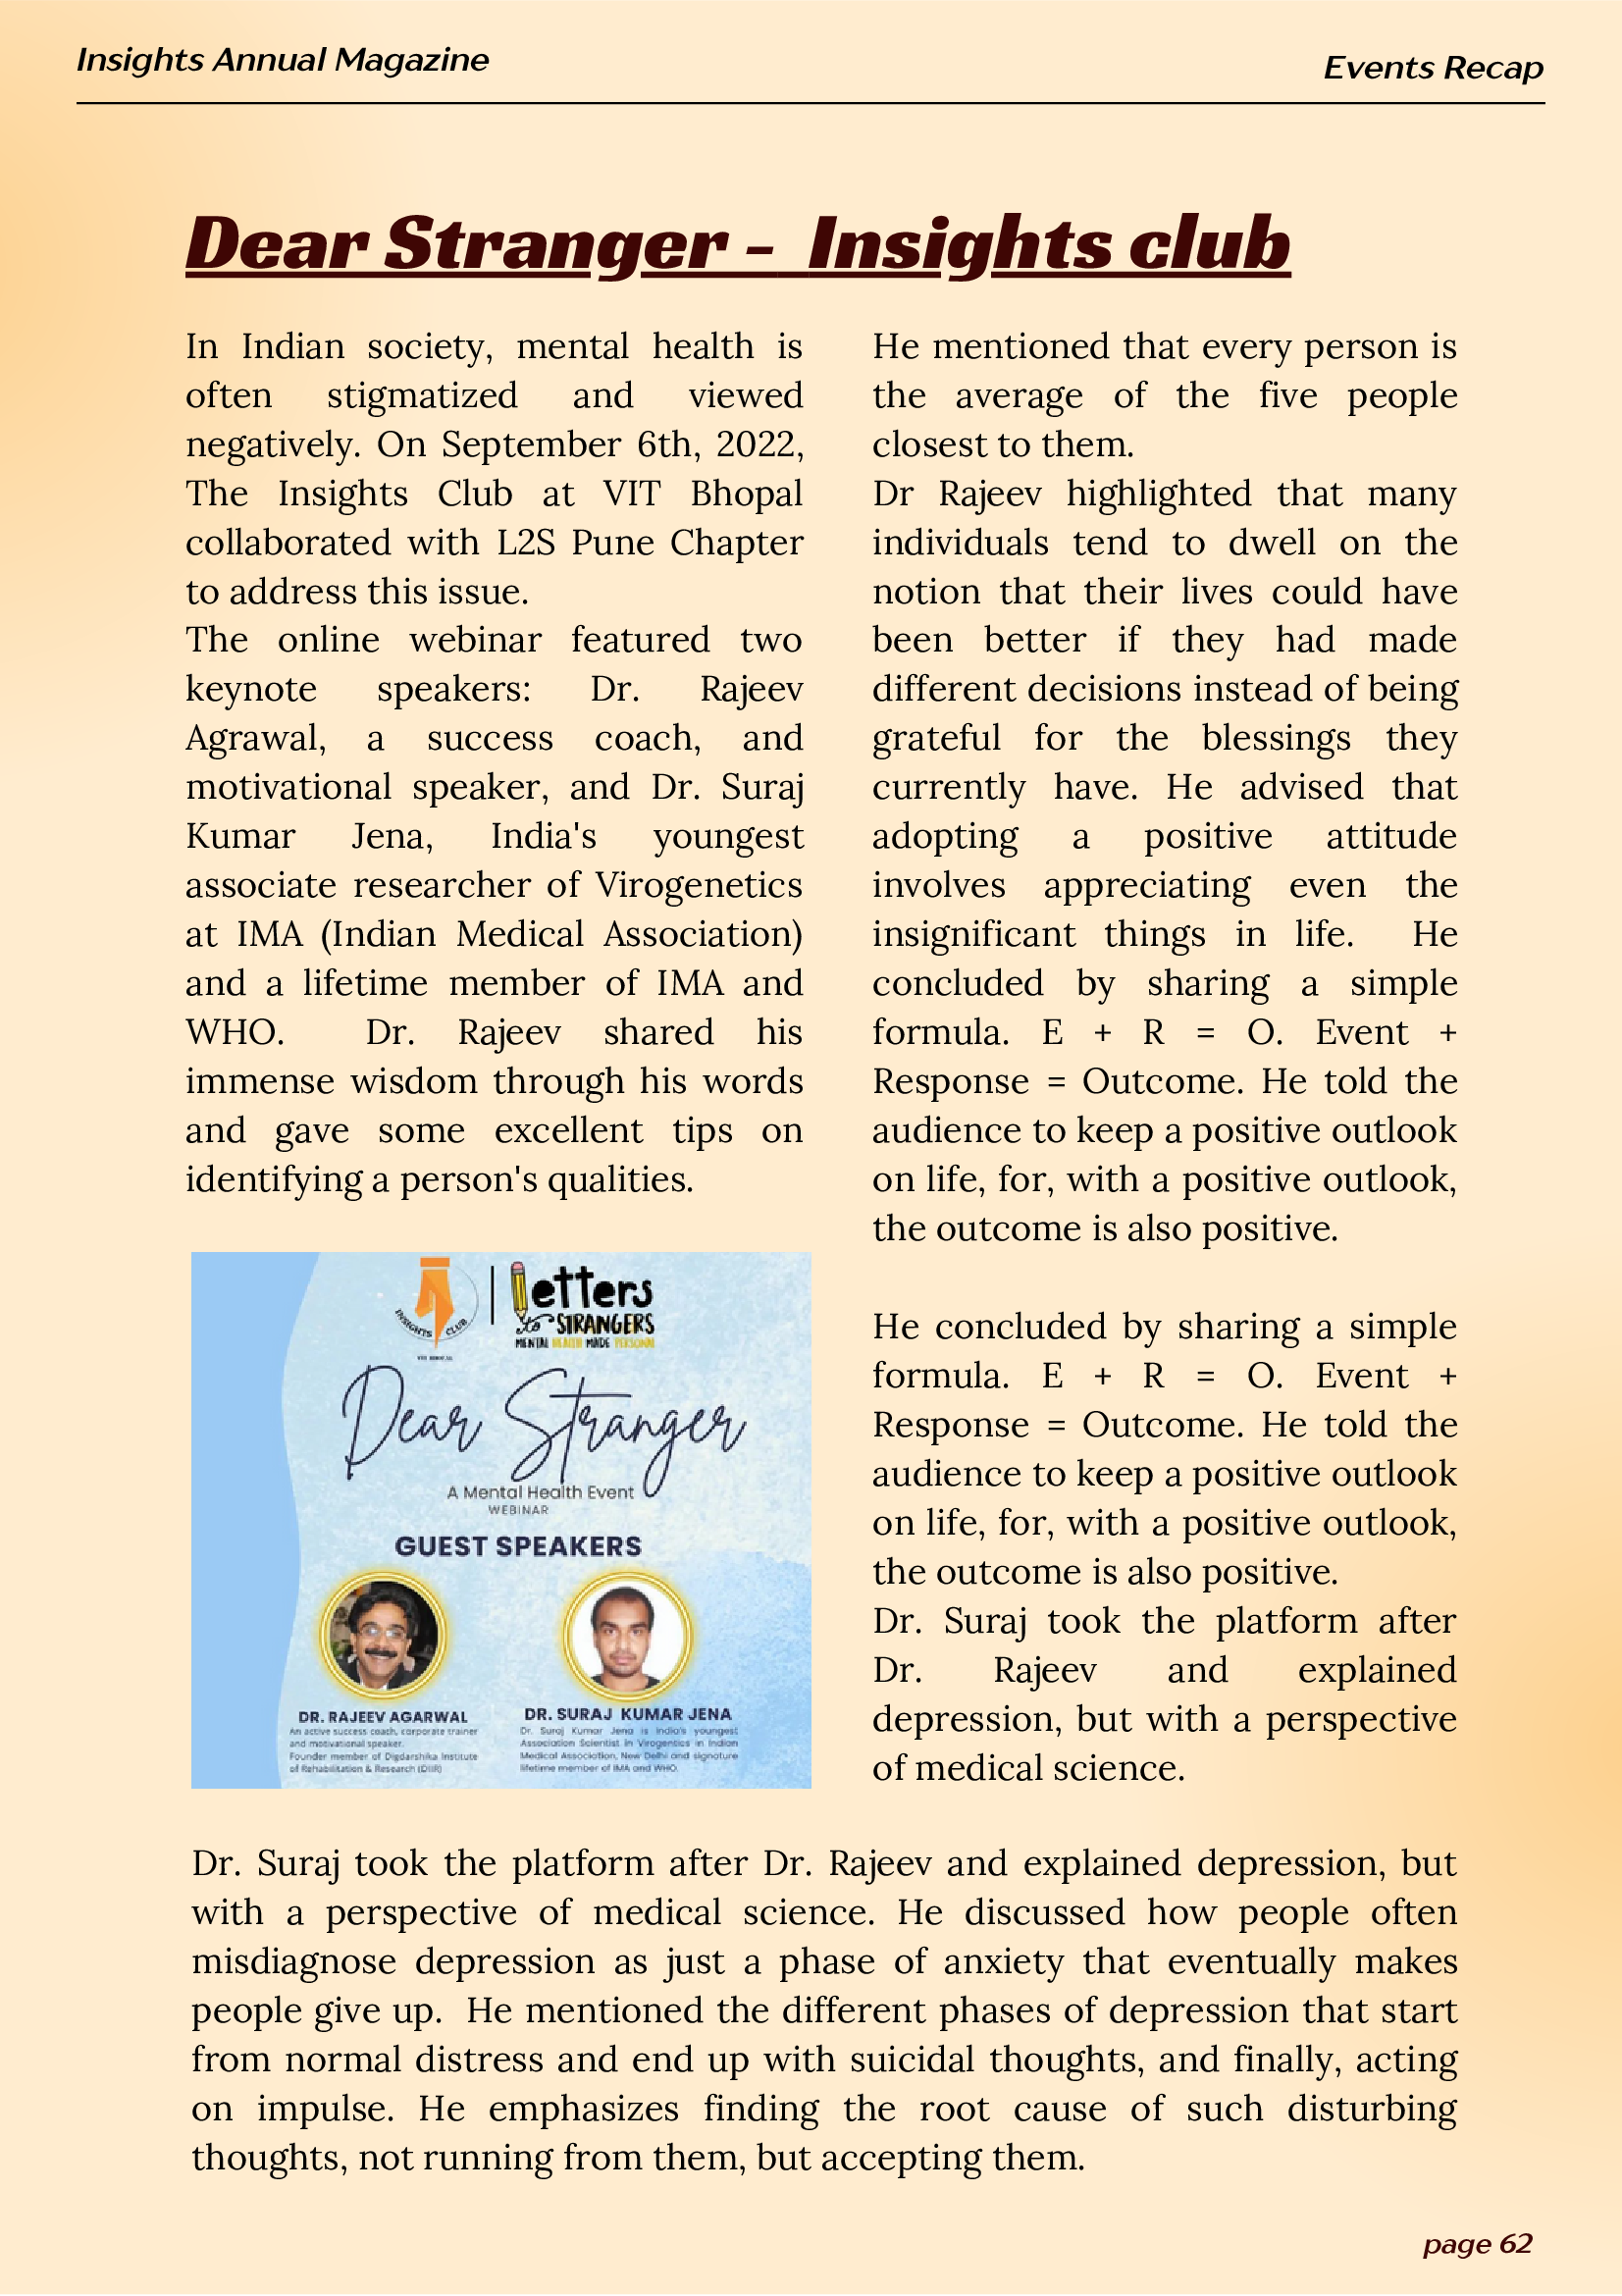 Insights Annual Magazine
Events Recap
Dear Stranger - Insights club
In Indian society, mental health is
often stigmatized and viewed
negatively. On September 6th, 2022,
The Insights Club at VIT Bhopal
collaborated with L2S Pune Chapter
to address this issue.
The online webinar featured two
keynote speakers: Dr. Rajeev
Agrawal, a success coach, and
motivational speaker, and Dr. Suraj
Kumar Jena, India's youngest
associate researcher of Virogenetics
at IMA (Indian Medical Association)
and a lifetime member of IMA and
WHO. Dr. Rajeev shared his
immense wisdom through his words
and gave some excellent tips on
identifying a person's qualities.
INSIGHTS CLUB
VIT BHOPAL
Letters
to STRANGERS
MENTAL HEALTH MADE PERSONAL
Dear Stranger
A Mental Health Event
WEBINAR
GUEST SPEAKERS
DR. RAJEEV AGARWAL
An active success coach, corporate trainer
and motivational speaker.
Founder member of Digdarshika Institute
of Rehabilitation & Research (DIIR)
DR. SURAJ KUMAR JENA
Dr. Suraj Kumar Jena is India's youngest
Association Scientist in Virogentics in Indian
Medical Association, New Delhi and signature
lifetime member of IMA and WHO.
He mentioned that every person is
the average of the five people
closest to them.
Dr Rajeev highlighted that many
individuals tend to dwell on the
notion that their lives could have
been better if they had made
different decisions instead of being
grateful for the blessings they
currently have. He advised that
adopting a positive attitude
involves appreciating even the
insignificant things in life. He
concluded by sharing a simple
formula. E + R = O. Event +
Response = Outcome. He told the
audience to keep a positive outlook
on life, for, with a positive outlook,
the outcome is also positive.
He concluded by sharing a simple
formula. E + R = O. Event +
Response = Outcome. He told the
audience to keep a positive outlook
on life, for, with a positive outlook,
the outcome is also positive.
Dr. Suraj took the platform after
Dr. Rajeev and explained
depression, but with a perspective
of medical science.
Dr. Suraj took the platform after Dr. Rajeev and explained depression, but
with a perspective of medical science. He discussed how people often
misdiagnose depression as just a phase of anxiety that eventually makes
people give up. He mentioned the different phases of depression that start
from normal distress and end up with suicidal thoughts, and finally, acting
on impulse. He emphasizes finding the root cause of such disturbing
thoughts, not running from them, but accepting them.
page 62